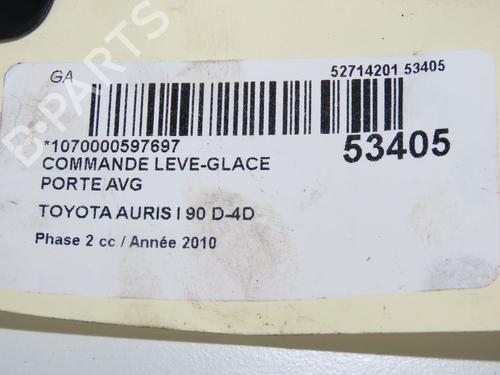 GA
52714201 53405
*1070000597697
53405
COMMANDE LEVE-GLACE
PORTE AVG
TOYOTA AURIS I 90 D-4D
Phase 2 cc / Année 2010
B-PARTS